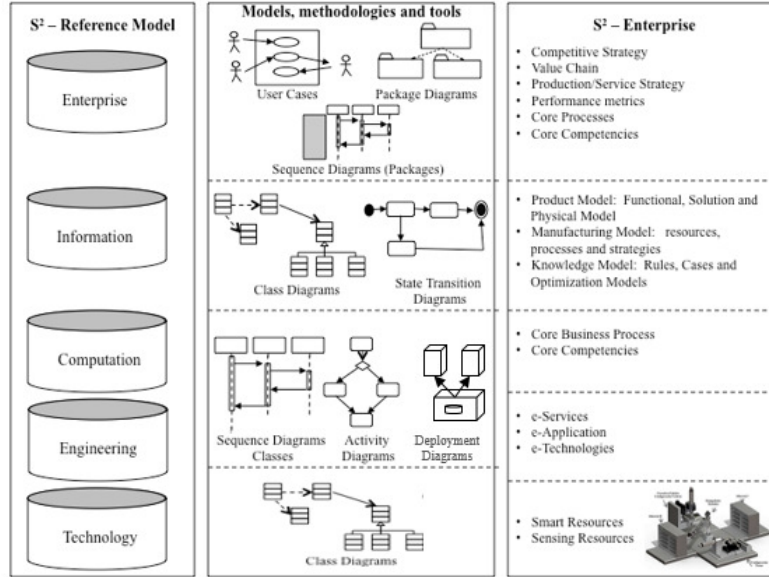 S² – Reference Model
Enterprise
Information
Computation
Engineering
Technology
Models, methodologies and tools
User Cases
Package Diagrams
Sequence Diagrams (Packages)
Class Diagrams
State Transition
Diagrams
Sequence Diagrams
Classes
Activity
Diagrams
Deployment
Diagrams
Class Diagrams
S² – Enterprise
• Competitive Strategy
• Value Chain
• Production/Service Strategy
• Performance metrics
• Core Processes
• Core Competencies
• Product Model: Functional, Solution and
Physical Model
• Manufacturing Model: resources,
processes and strategies
• Knowledge Model: Rules, Cases and
Optimization Models
• Core Business Process
• Core Competencies
• e-Services
• e-Application
• e-Technologies
• Smart Resources
• Sensing Resources